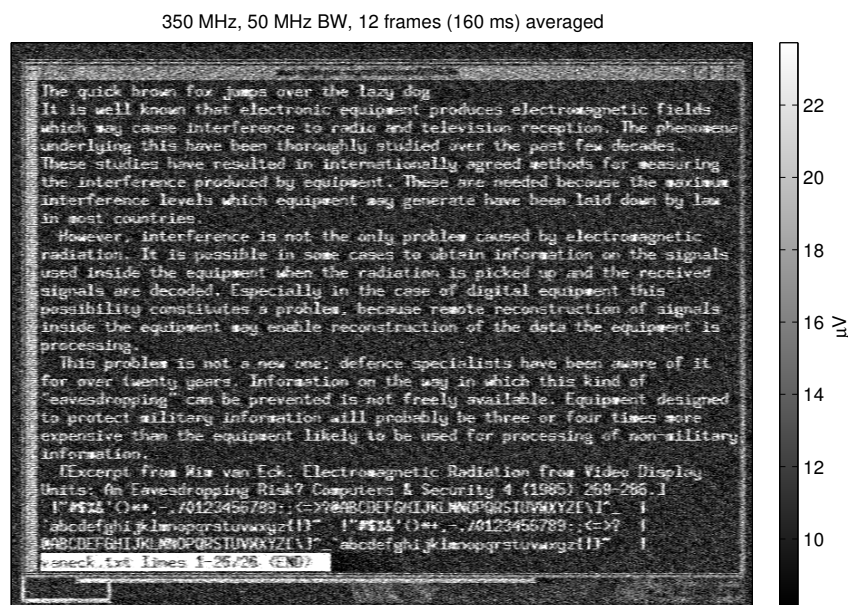 350 MHz, 50 MHz BW, 12 frames (160 ms) averaged
The quick brown fox jumps over the lazy dog
It is well known that electronic equipment produces electromagnetic fields
which may cause interference to radio and television reception. The phenomena
underlying this have been thoroughly studied over the past few decades.
These studies have resulted in internationally agreed methods for measuring
the interference produced by equipment. These are needed because the maximum
interference levels which equipment may generate have been laid down by law
in most countries.
However, interference is not the only problem caused by electromagnetic
radiation. It is possible in some cases to obtain information on the signals
used inside the equipment when the radiation is picked up and the received
signals are decoded. Especially in the case of digital equipment this
possibility constitutes a problem, because remote reconstruction of signals
inside the equipment may enable reconstruction of the data the equipment is
processing.
This problem is not a new one; defence specialists have been aware of it
for over twenty years. Information on the way in which this kind of
"eavesdropping" can be prevented is not freely available. Equipment designed
to protect military information will probably be three or four times more
expensive than the equipment likely to be used for processing of non-military
information.
[Excerpt from Wim van Eck: Electromagnetic Radiation from Video Display
Units: An Eavesdropping Risk? Computers & Security 4 (1985) 269-286.]
!"#$%&'()*+,-./0123456789:;<=>?@ABCDEFGHIJKLMNOPQRSTUVWXYZ[\]^_
`abcdefghijklmnopqrstuvwxyz{|}~ !"#$%&'()*+,-./0123456789:;<=>?
@ABCDEFGHIJKLMNOPQRSTUVWXYZ[\]^_`abcdefghijklmnopqrstuvwxyz{|}~
vaneck.txt lines 1-26/26 (END)
22
20
18
16
14
12
10
µV